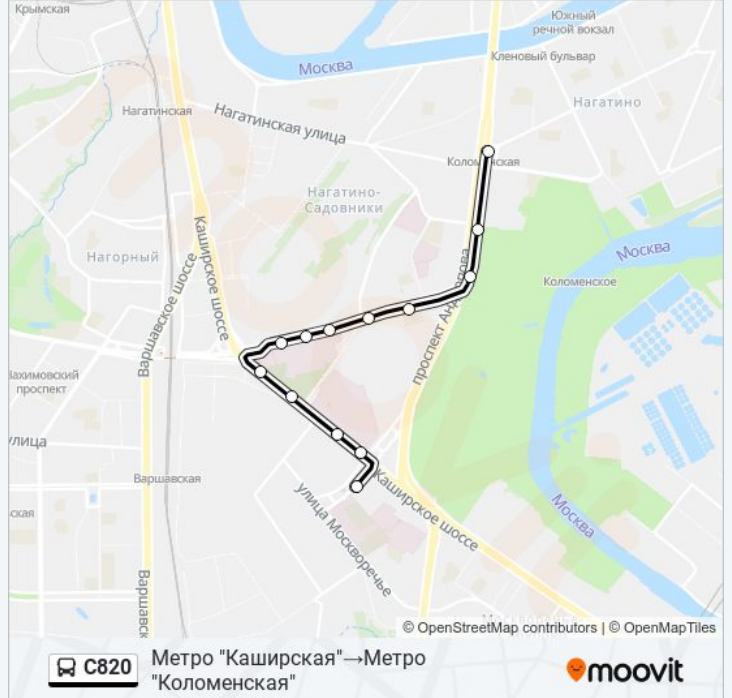 Крымская
Южный
речной вокзал
Москва
Кленовый бульвар
Нагатинская
Нагатинская улица
Нагатино
Коломенская
Нагатино-
Садовники
Каширское шоссе
Варшавское шоссе
Нагорный
проспект Андропова
Москва
Коломенское
Нахимовский
проспект
улица
Варшавская
Каширское шоссе
улица Москворечье
Москва
ская
Варшавск
© OpenStreetMap contributors | © OpenMapTiles
C820
Метро "Каширская"→Метро
"Коломенская"
moovit